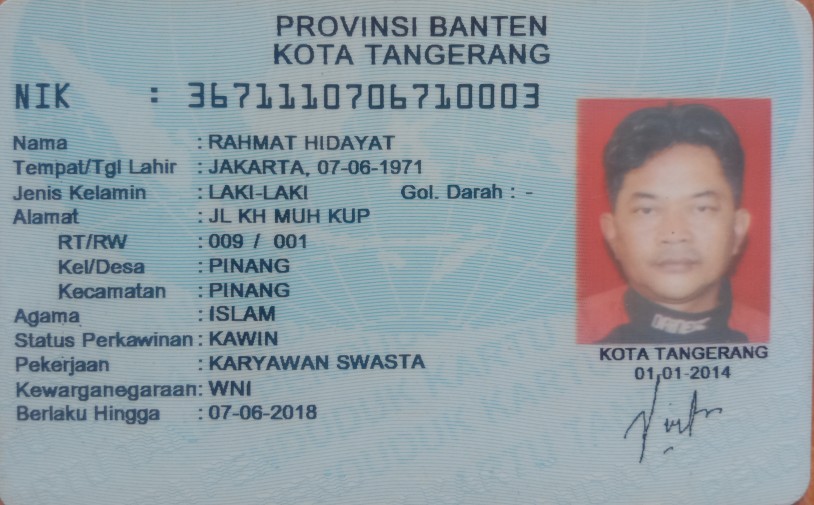 PROVINSI BANTEN
KOTA TANGERANG
NIK : 3671110706710003
Nama : RAHMAT HIDAYAT
Tempat/Tgl Lahir : JAKARTA, 07-06-1971
Jenis Kelamin : LAKI-LAKI Gol. Darah : -
Alamat : JL KH MUH KUP
RT/RW : 009 / 001
Kel/Desa : PINANG
Kecamatan : PINANG
Agama : ISLAM
Status Perkawinan : KAWIN
Pekerjaan : KARYAWAN SWASTA
Kewarganegaraan : WNI
Berlaku Hingga : 07-06-2018
KOTA TANGERANG
01-01-2014